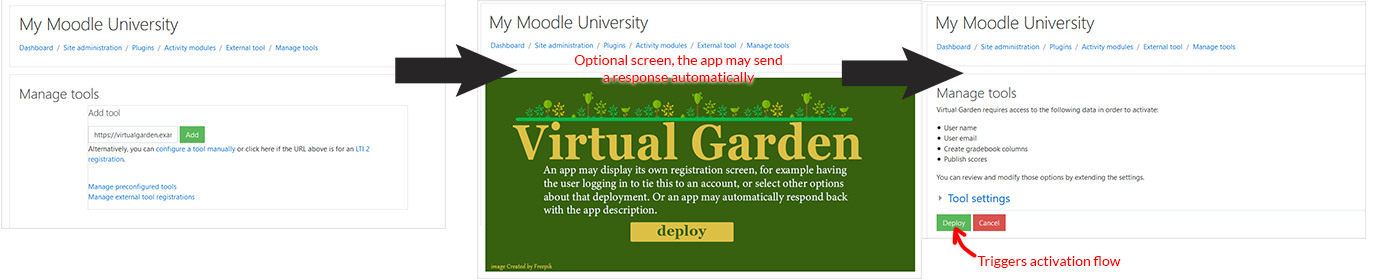 My Moodle University
Dashboard / Site administration / Plugins / Activity modules / External tool / Manage tools
Manage tools
Add tool
https://virtualgarden.exar
Add
Alternatively, you can configure a tool manually or click here if the URL above is for an LTI 2
registration.
Manage preconfigured tools
Manage external tool registrations
My Moodle University
Dashboard / Site administration / Plugins / Activity modules / External tool / Manage tools
Optional screen, the app may send
a response automatically
Virtual Garden
An app may display its own registration screen, for example having
the user logging in to tie this to an account, or select other options
about that deployment. Or an app may automatically respond back
with the app description.
deploy
image Created by Freepik
My Moodle University
Dashboard / Site administration / Plugins / Activity modules / External tool / Manage tools
Manage tools
Virtual Garden requires access to the following data in order to activate:
User name
User email
Create gradebook columns
Publish scores
You can review and modify those options by extending the settings.
Tool settings
Deploy Cancel
Triggers activation flow